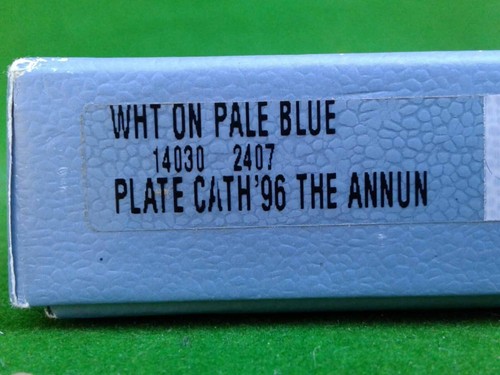 WHT ON PALE BLUE
14030 2407
PLATE CATH'96 THE ANNUN